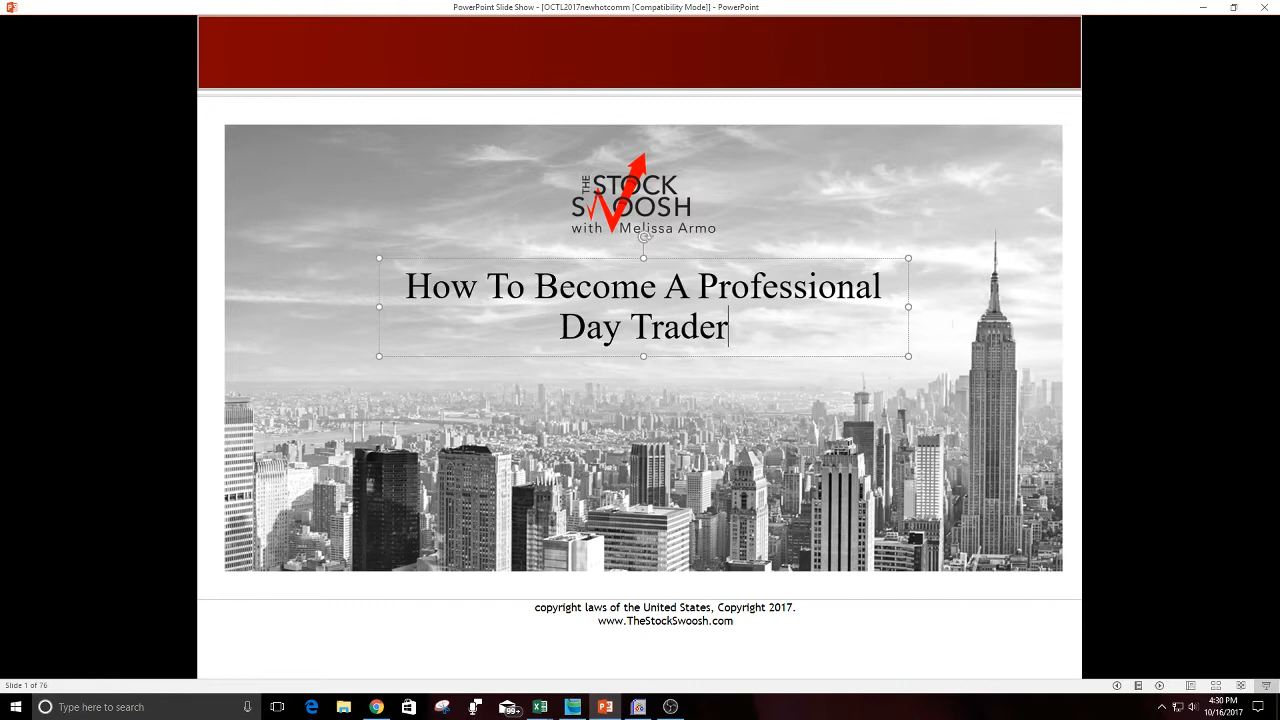 PowerPoint Slide Show - [OCTL2017newhotcomm [Compatibility Mode]] - PowerPoint
THE STOCK
SWOOSH
with Melissa Armo
How To Become A Professional
Day Trader
copyright laws of the United States, Copyright 2017.
www.TheStockSwoosh.com
Slide 1 of 76
Type here to search
4:30 PM
10/16/2017